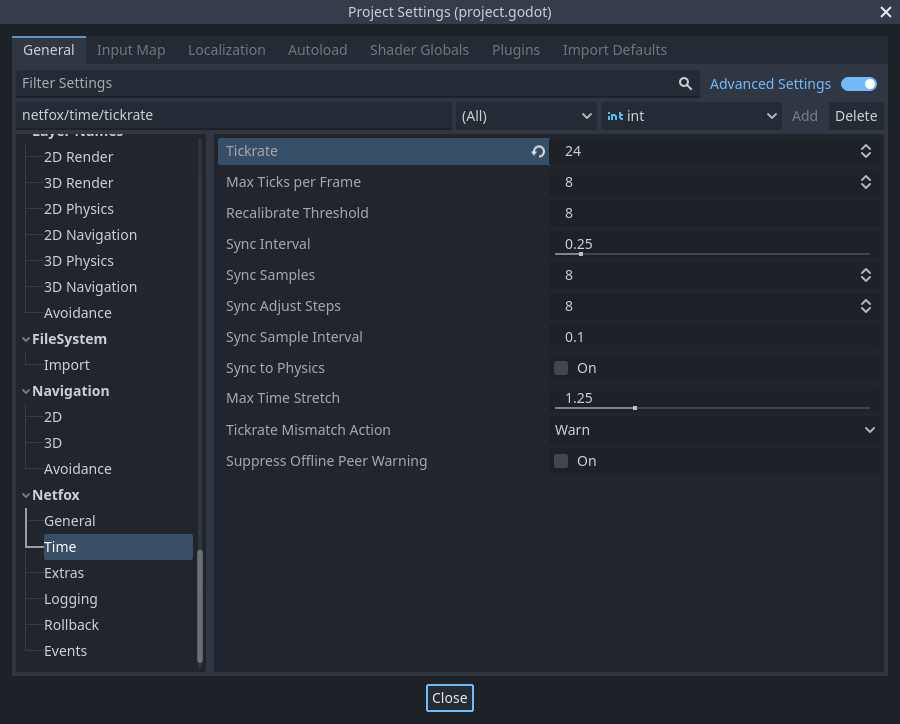 Project Settings (project.godot)
General Input Map Localization Autoload Shader Globals Plugins Import Defaults
Filter Settings Advanced Settings
netfox/time/tickrate (All) int int Add Delete
Layer Names
2D Render
3D Render
2D Physics
2D Navigation
3D Physics
3D Navigation
Avoidance
FileSystem
Import
Navigation
2D
3D
Avoidance
Netfox
General
Time
Extras
Logging
Rollback
Events
Tickrate 24
Max Ticks per Frame 8
Recalibrate Threshold 8
Sync Interval 0.25
Sync Samples 8
Sync Adjust Steps 8
Sync Sample Interval 0.1
Sync to Physics On
Max Time Stretch 1.25
Tickrate Mismatch Action Warn
Suppress Offline Peer Warning On
Close